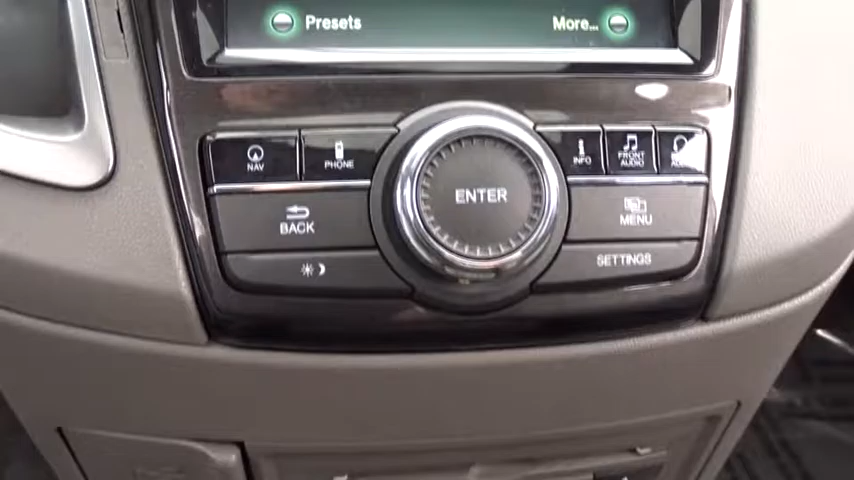 Presets
More...
NAV
PHONE
INFO
FRONT
AUDIO
BACK
ENTER
MENU
SETTINGS